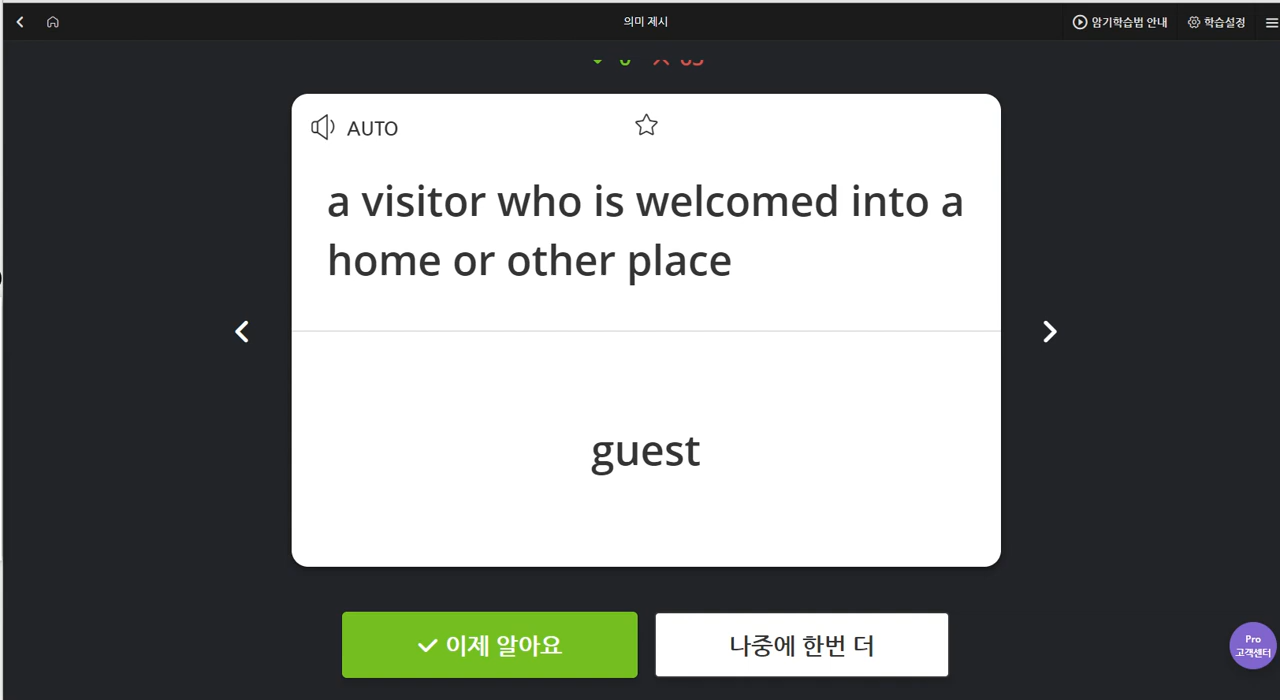 의미 제시
암기학습법 안내
학습설정
AUTO
a visitor who is welcomed into a
home or other place
guest
이제 알아요
나중에 한번 더
Pro
고객센터